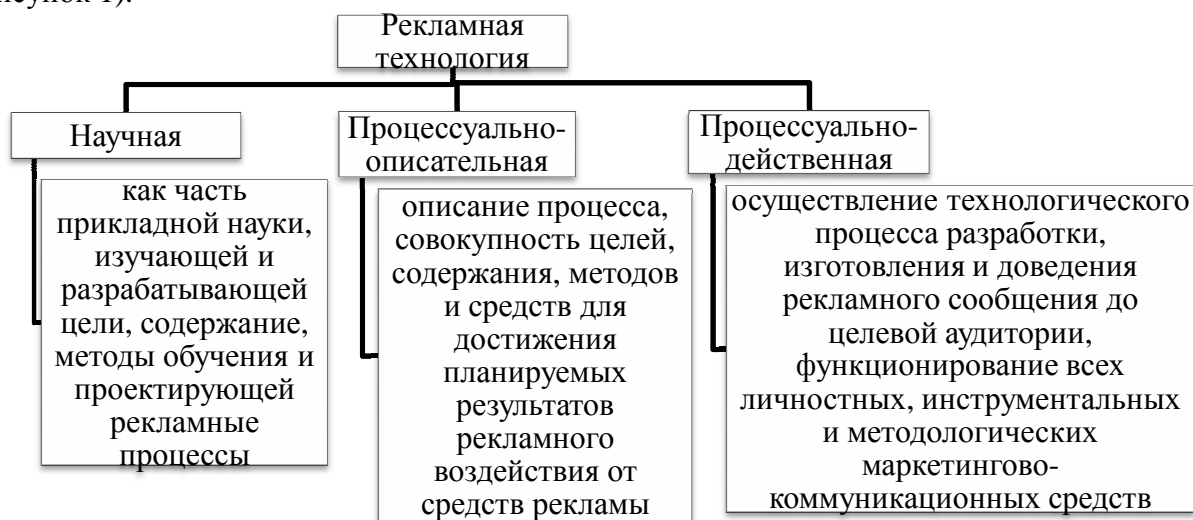 Рекламная
технология
Научная
как часть
прикладной науки,
изучающей и
разрабатывающей
цели, содержание,
методы обучения и
проектирующей
рекламные
процессы
Процессуально-
описательная
описание процесса,
совокупность целей,
содержания, методов
и средств для
достижения
планируемых
результатов
рекламного
воздействия от
средств рекламы
Процессуально-
действенная
осуществление технологического
процесса разработки,
изготовления и доведения
рекламного сообщения до
целевой аудитории,
функционирование всех
личностных, инструментальных
и методологических
маркетингово-
коммуникационных средств